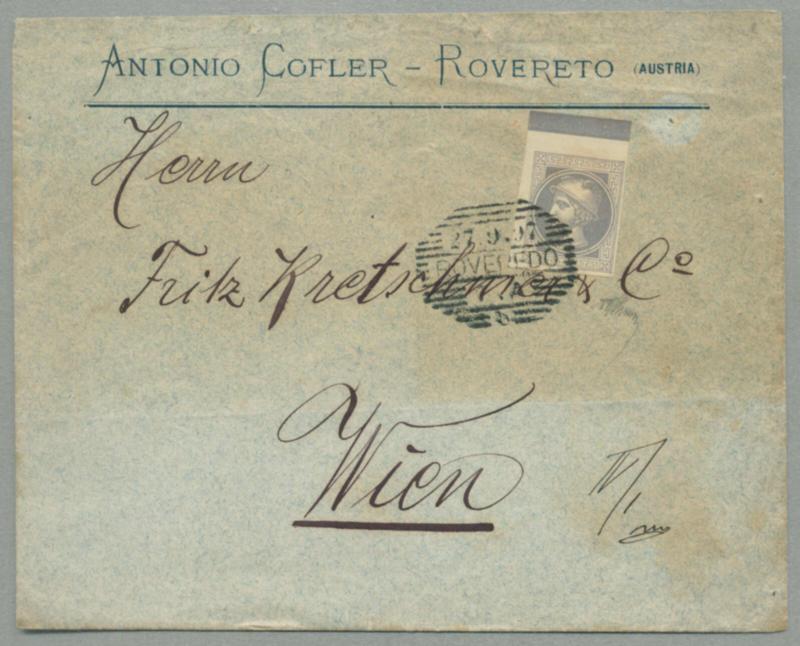 ANTONIO COFLER – ROVERETO (AUSTRIA)
Herrn
27.9.97
ROVEREDO
Fritz Kretschmer & Cº
Wien